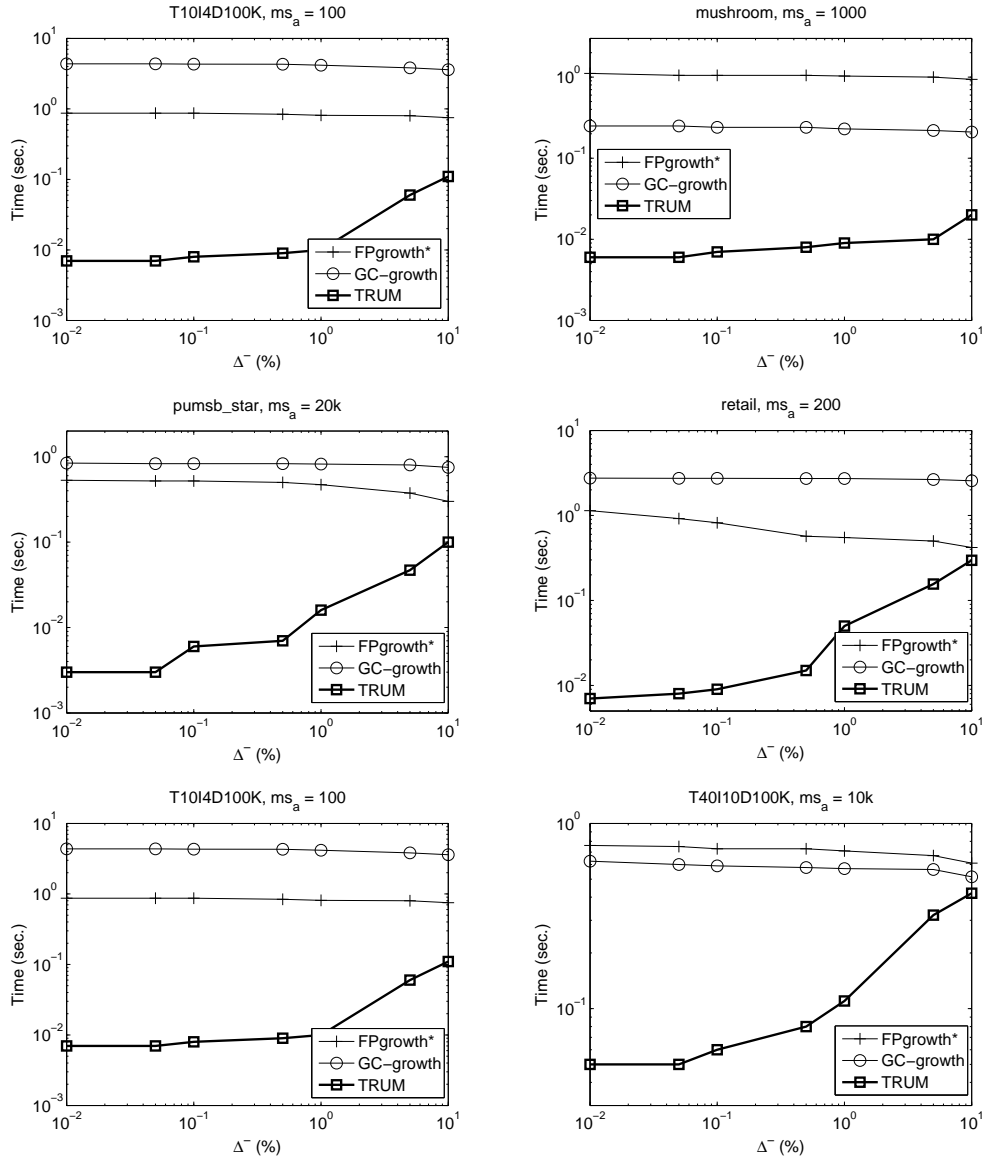 T10I4D100K, ms_a = 100
10^1
10^0
10^−1
10^−2
10^−3
Time (sec.)
FPgrowth*
GC−growth
TRUM
10^−2 10^−1 10^0 10^1
Δ^− (%)
mushroom, ms_a = 1000
10^0
10^−1
10^−2
10^−3
Time (sec.)
FPgrowth*
GC−growth
TRUM
10^−2 10^−1 10^0 10^1
Δ^− (%)
pumsb_star, ms_a = 20k
10^0
10^−1
10^−2
10^−3
Time (sec.)
FPgrowth*
GC−growth
TRUM
10^−2 10^−1 10^0 10^1
Δ^− (%)
retail, ms_a = 200
10^1
10^0
10^−1
10^−2
Time (sec.)
FPgrowth*
GC−growth
TRUM
10^−2 10^−1 10^0 10^1
Δ^− (%)
T10I4D100K, ms_a = 100
10^1
10^0
10^−1
10^−2
10^−3
Time (sec.)
FPgrowth*
GC−growth
TRUM
10^−2 10^−1 10^0 10^1
Δ^− (%)
T40I10D100K, ms_a = 10k
10^0
10^−1
Time (sec.)
FPgrowth*
GC−growth
TRUM
10^−2 10^−1 10^0 10^1
Δ^− (%)